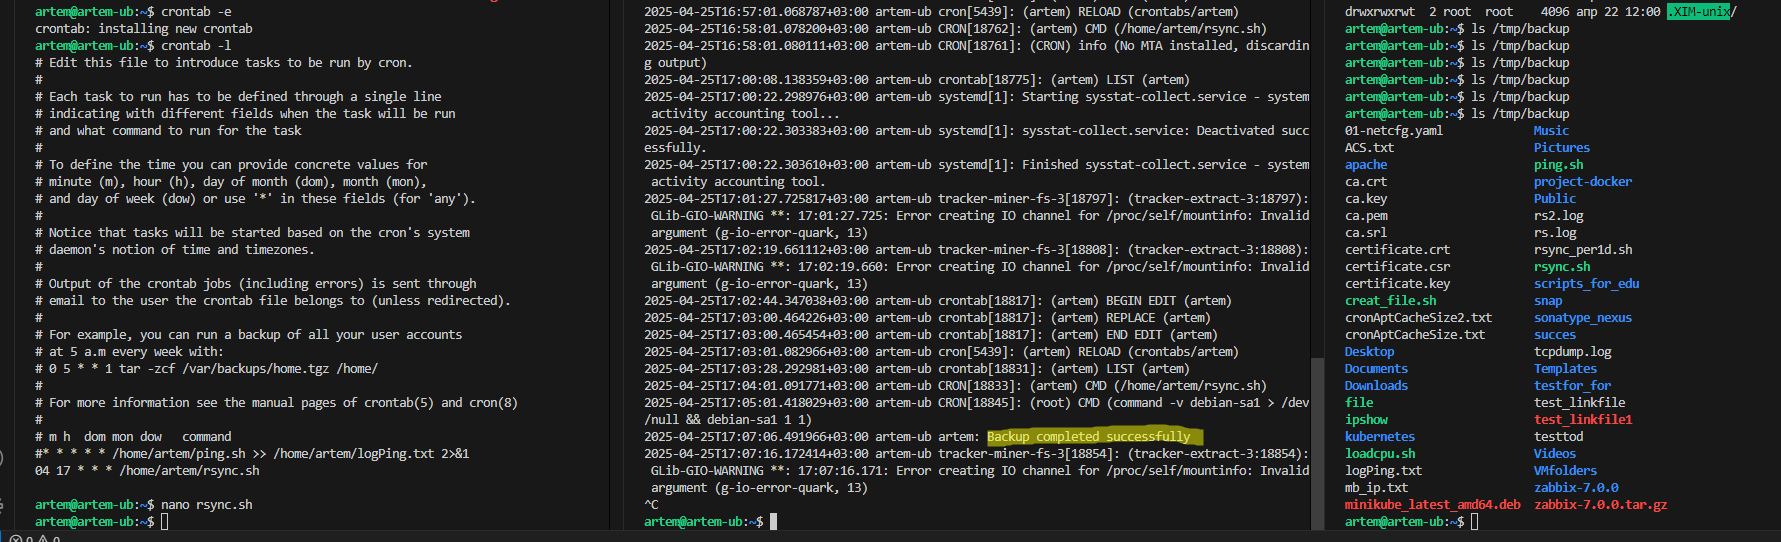 artem@artem-ub:~$ crontab -e
crontab: installing new crontab
artem@artem-ub:~$ crontab -l
# Edit this file to introduce tasks to be run by cron.
#
# Each task to run has to be defined through a single line
# indicating with different fields when the task will be run
# and what command to run for the task
#
# To define the time you can provide concrete values for
# minute (m), hour (h), day of month (dom), month (mon),
# and day of week (dow) or use '*' in these fields (for 'any').
#
# Notice that tasks will be started based on the cron's system
# daemon's notion of time and timezones.
#
# Output of the crontab jobs (including errors) is sent through
# email to the user the crontab file belongs to (unless redirected).
#
# For example, you can run a backup of all your user accounts
# at 5 a.m every week with:
# 0 5 * * 1 tar -zcf /var/backups/home.tgz /home/
#
# For more information see the manual pages of crontab(5) and cron(8)
#
# m h  dom mon dow   command
#* * * * * /home/artem/ping.sh >> /home/artem/logPing.txt 2>&1
04 17 * * * /home/artem/rsync.sh
artem@artem-ub:~$ nano rsync.sh
artem@artem-ub:~$
2025-04-25T16:57:01.068787+03:00 artem-ub cron[5439]: (artem) RELOAD (crontabs/artem)
2025-04-25T16:58:01.078200+03:00 artem-ub CRON[18762]: (artem) CMD (/home/artem/rsync.sh)
2025-04-25T16:58:01.080111+03:00 artem-ub CRON[18761]: (CRON) info (No MTA installed, discardin
g output)
2025-04-25T17:00:08.138359+03:00 artem-ub crontab[18775]: (artem) LIST (artem)
2025-04-25T17:00:22.298976+03:00 artem-ub systemd[1]: Starting sysstat-collect.service - system
activity accounting tool...
2025-04-25T17:00:22.303383+03:00 artem-ub systemd[1]: sysstat-collect.service: Deactivated succ
essfully.
2025-04-25T17:00:22.303610+03:00 artem-ub systemd[1]: Finished sysstat-collect.service - system
activity accounting tool.
2025-04-25T17:01:27.725817+03:00 artem-ub tracker-miner-fs-3[18797]: (tracker-extract-3:18797):
GLib-GIO-WARNING **: 17:01:27.725: Error creating IO channel for /proc/self/mountinfo: Invalid
argument (g-io-error-quark, 13)
2025-04-25T17:02:19.661112+03:00 artem-ub tracker-miner-fs-3[18808]: (tracker-extract-3:18808):
GLib-GIO-WARNING **: 17:02:19.660: Error creating IO channel for /proc/self/mountinfo: Invalid
argument (g-io-error-quark, 13)
2025-04-25T17:02:44.347038+03:00 artem-ub crontab[18817]: (artem) BEGIN EDIT (artem)
2025-04-25T17:03:00.464226+03:00 artem-ub crontab[18817]: (artem) REPLACE (artem)
2025-04-25T17:03:00.465454+03:00 artem-ub crontab[18817]: (artem) END EDIT (artem)
2025-04-25T17:03:01.082966+03:00 artem-ub cron[5439]: (artem) RELOAD (crontabs/artem)
2025-04-25T17:03:28.292981+03:00 artem-ub crontab[18831]: (artem) LIST (artem)
2025-04-25T17:04:01.091771+03:00 artem-ub CRON[18833]: (artem) CMD (/home/artem/rsync.sh)
2025-04-25T17:05:01.418029+03:00 artem-ub CRON[18845]: (root) CMD (command -v debian-sa1 > /dev
/null && debian-sa1 1 1)
2025-04-25T17:07:06.491966+03:00 artem-ub artem: Backup completed successfully
2025-04-25T17:07:16.172414+03:00 artem-ub tracker-miner-fs-3[18854]: (tracker-extract-3:18854):
GLib-GIO-WARNING **: 17:07:16.171: Error creating IO channel for /proc/self/mountinfo: Invalid
argument (g-io-error-quark, 13)
^C
artem@artem-ub:~$
drwxrwxrwt  2 root  root    4096 апр 22 12:00 .XIM-unix/
artem@artem-ub:~$ ls /tmp/backup
artem@artem-ub:~$ ls /tmp/backup
artem@artem-ub:~$ ls /tmp/backup
artem@artem-ub:~$ ls /tmp/backup
artem@artem-ub:~$ ls /tmp/backup
artem@artem-ub:~$ ls /tmp/backup
01-netcfg.yaml Music
ACS.txt Pictures
apache ping.sh
ca.crt project-docker
ca.key Public
ca.pem rs2.log
ca.srl rs.log
certificate.crt rsync_per1d.sh
certificate.csr rsync.sh
certificate.key scripts_for_edu
creat_file.sh snap
cronAptCacheSize2.txt sonatype_nexus
cronAptCacheSize.txt succes
Desktop tcpdump.log
Documents Templates
Downloads testfor_for
file test_linkfile
ipshow test_linkfile1
kubernetes testtod
loadcpu.sh Videos
logPing.txt VMfolders
mb_ip.txt zabbix-7.0.0
minikube_latest_amd64.deb zabbix-7.0.0.tar.gz
artem@artem-ub:~$